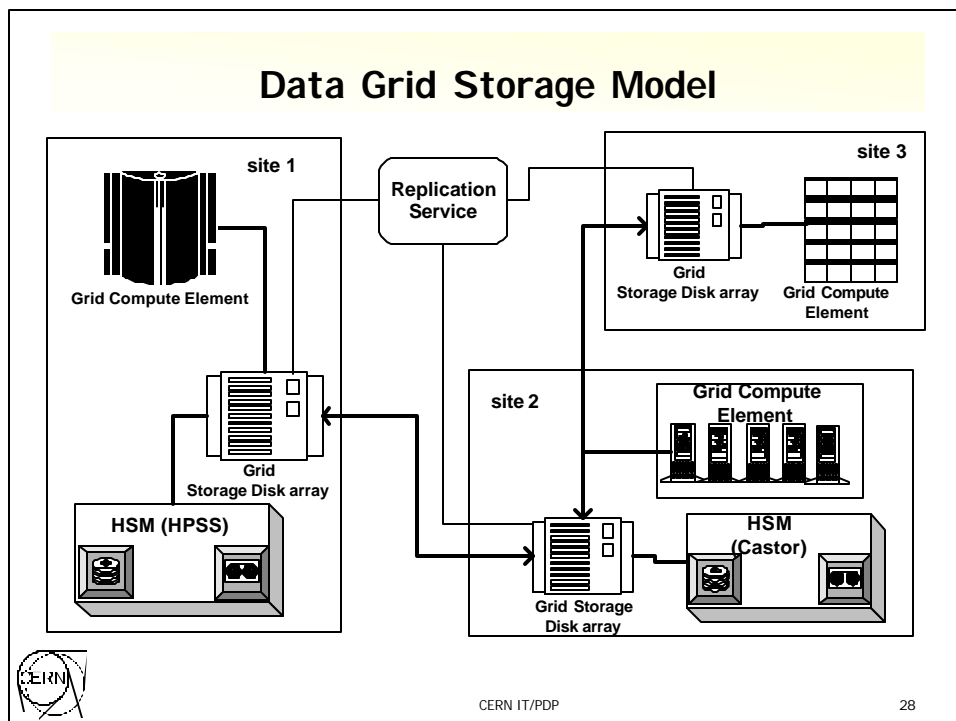 Data Grid Storage Model
site 1
Grid Compute Element
Grid
Storage Disk array
HSM (HPSS)
Replication
Service
site 3
Grid
Storage Disk array
Grid Compute
Element
site 2
Grid Compute
Element
Grid Storage
Disk array
HSM
(Castor)
CERN
CERN IT/PDP
28